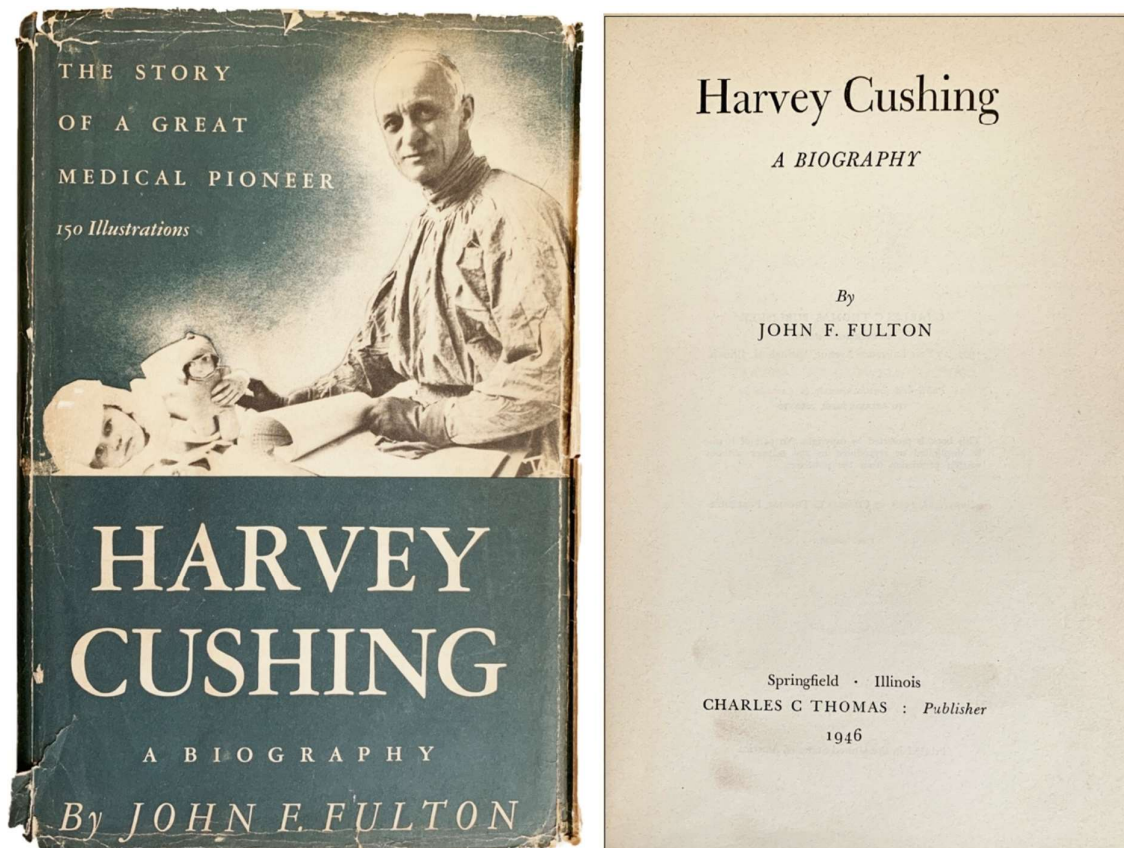 THE STORY
OF A GREAT
MEDICAL PIONEER
150 Illustrations
HARVEY
CUSHING
A BIOGRAPHY
By JOHN F. FULTON
Harvey Cushing
A BIOGRAPHY
By
JOHN F. FULTON
Springfield · Illinois
CHARLES C THOMAS : Publisher
1946